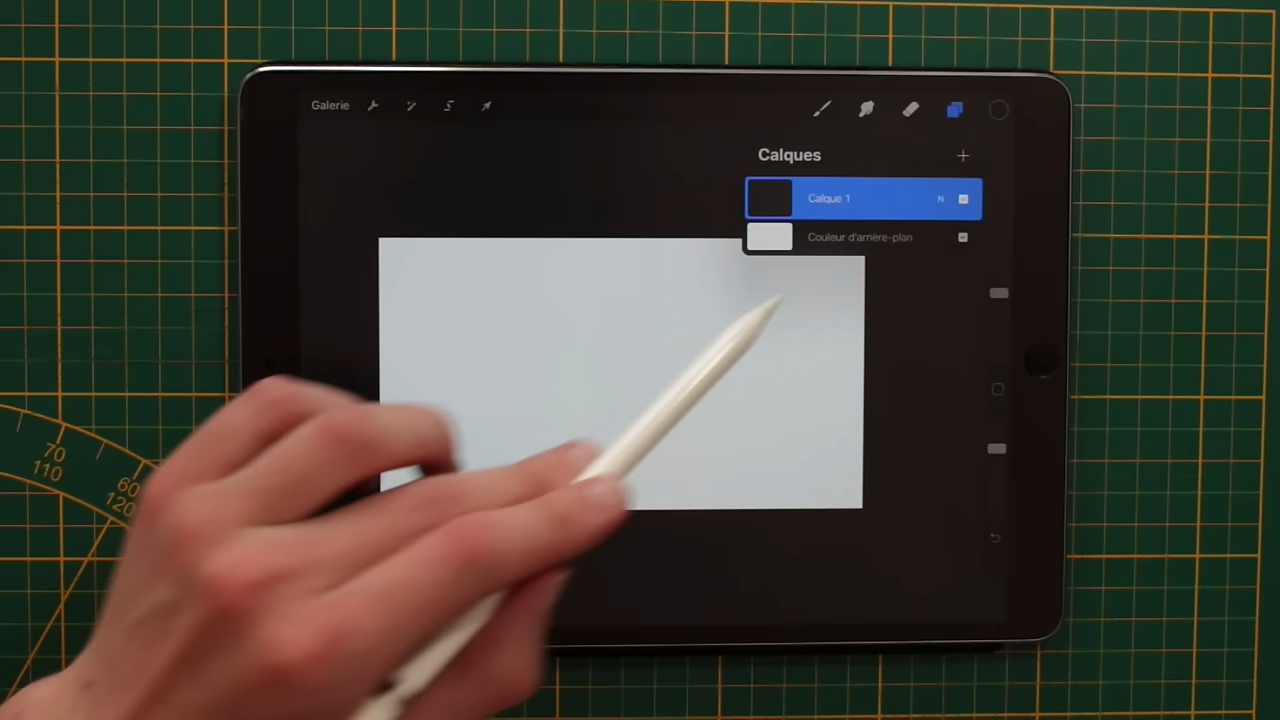 Galerie
Calques
Calque 1 N
Couleur d'arrière-plan
70
110
60
120